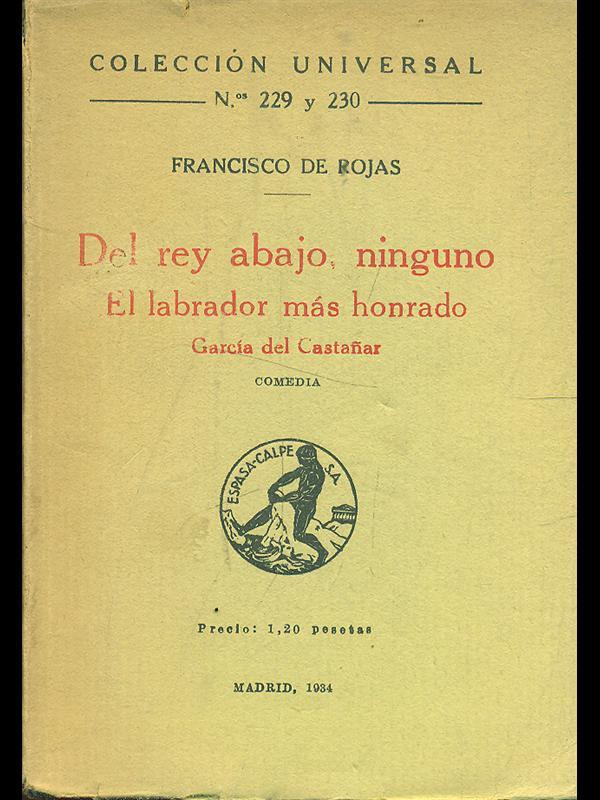 COLECCIÓN UNIVERSAL
N.os 229 y 230
FRANCISCO DE ROJAS
Del rey abajo, ninguno
El labrador más honrado
García del Castañar
COMEDIA
ESPASA-CALPE S.A.
Precio: 1,20 pesetas
MADRID, 1934